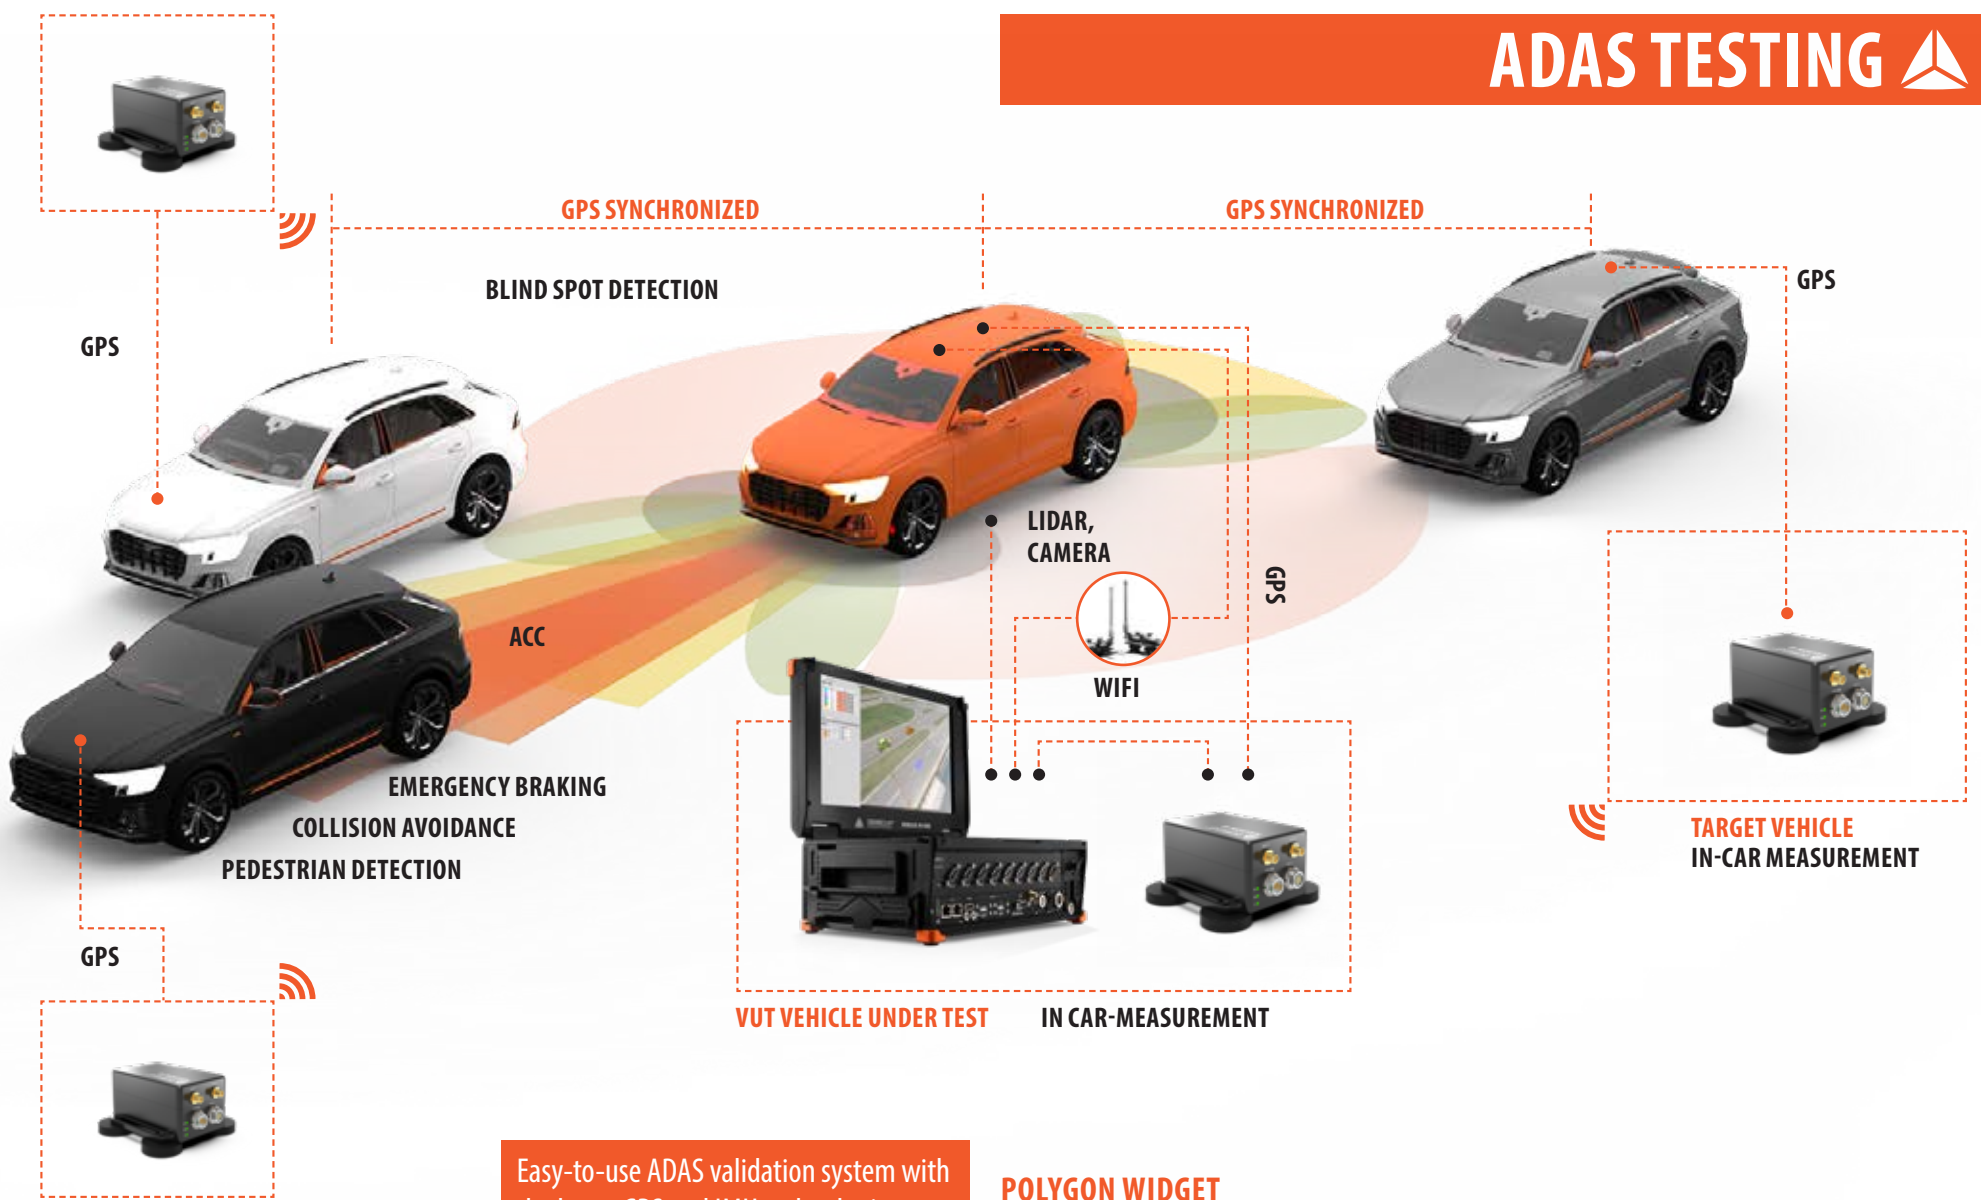 ADAS TESTING
GPS SYNCHRONIZED
GPS SYNCHRONIZED
BLIND SPOT DETECTION
GPS
GPS
LIDAR,
CAMERA
GPS
ACC
WIFI
EMERGENCY BRAKING
COLLISION AVOIDANCE
PEDESTRIAN DETECTION
TARGET VEHICLE
IN-CAR MEASUREMENT
GPS
VUT VEHICLE UNDER TEST IN CAR-MEASUREMENT
Easy-to-use ADAS validation system with
POLYGON WIDGET